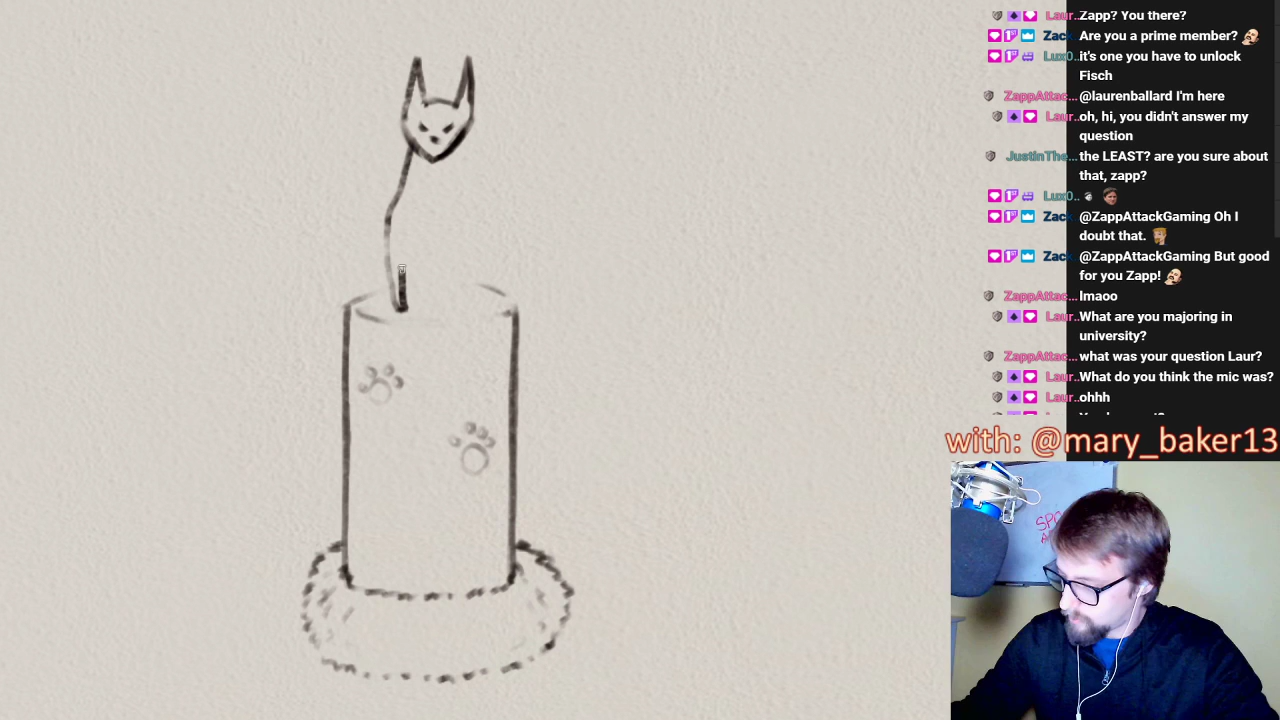 Laur.. Zapp? You there?
Zack Are you a prime member?
Lux0.. it's one you have to unlock
Fisch
ZappAttac... @laurenballard I'm here
Laur.. oh, hi, you didn't answer my
question
JustinThe... the LEAST? are you sure about
that, zapp?
Lux0..
Zack @ZappAttackGaming Oh I
doubt that.
Zack @ZappAttackGaming But good
for you Zapp!
ZappAttac... lmaoo
Laur.. What are you majoring in
university?
ZappAttac... what was your question Laur?
Laur.. What do you think the mic was?
Laur.. ohhh
with: @mary_baker13